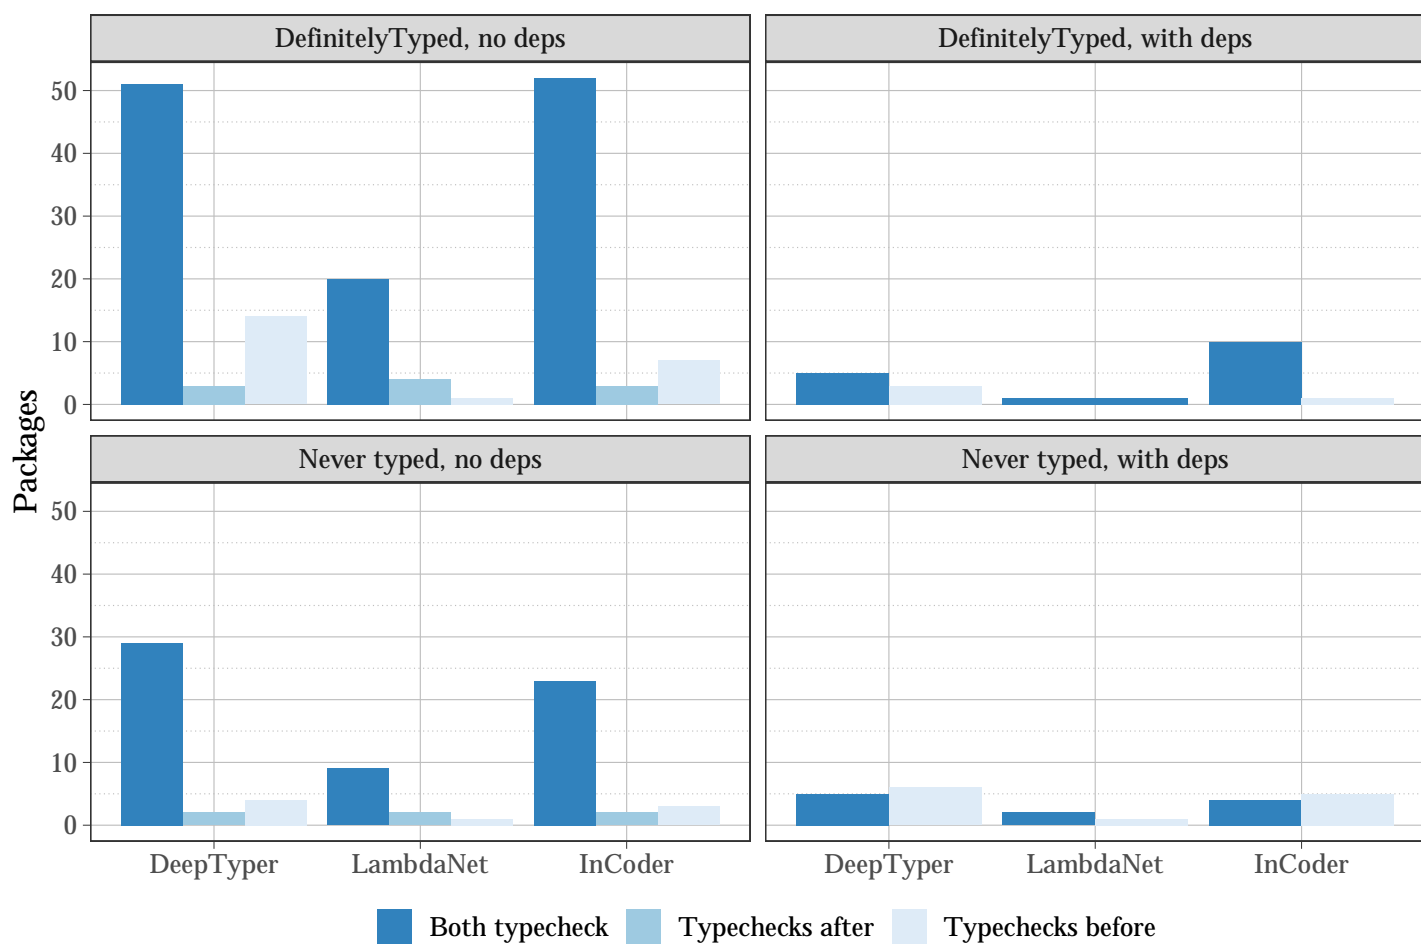 DefinitelyTyped, no deps
DefinitelyTyped, with deps
50
40
30
20
10
0
Packages
Never typed, no deps
Never typed, with deps
50
40
30
20
10
0
DeepTyper
LambdaNet
InCoder
DeepTyper
LambdaNet
InCoder
Both typecheck
Typechecks after
Typechecks before